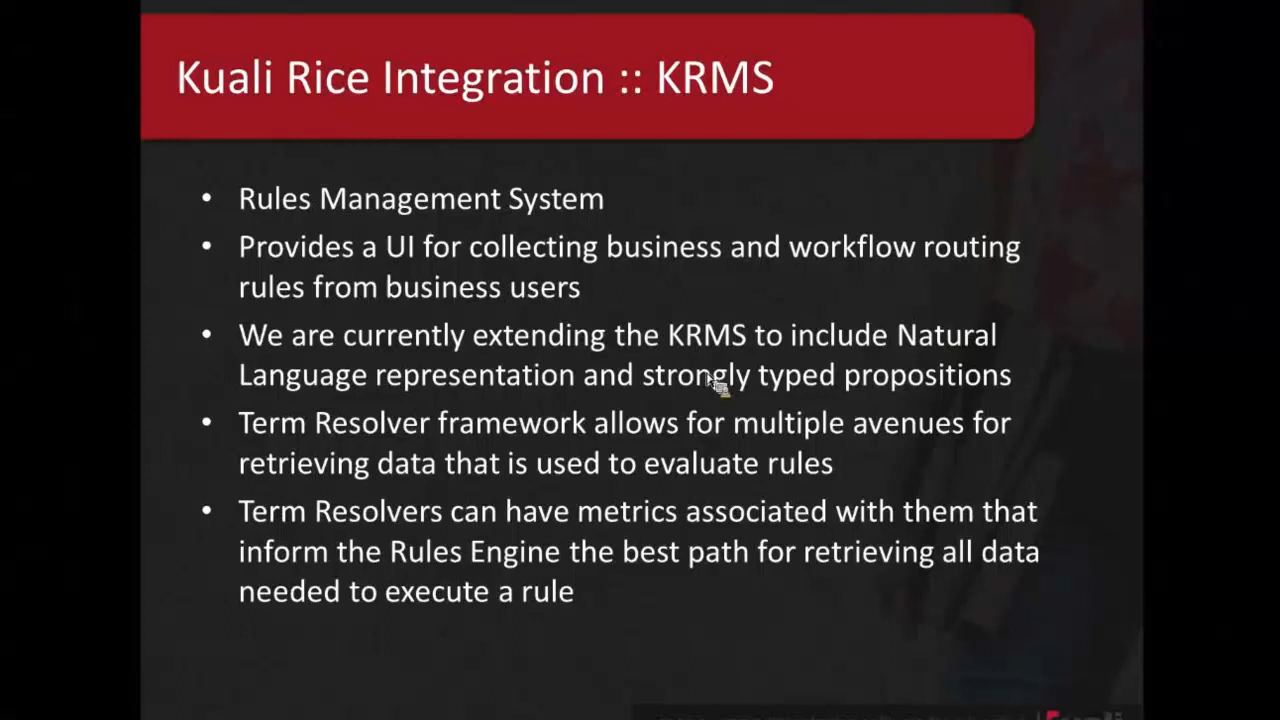 Kuali Rice Integration :: KRMS
• Rules Management System
• Provides a UI for collecting business and workflow routing
rules from business users
• We are currently extending the KRMS to include Natural
Language representation and strongly typed propositions
• Term Resolver framework allows for multiple avenues for
retrieving data that is used to evaluate rules
• Term Resolvers can have metrics associated with them that
inform the Rules Engine the best path for retrieving all data
needed to execute a rule